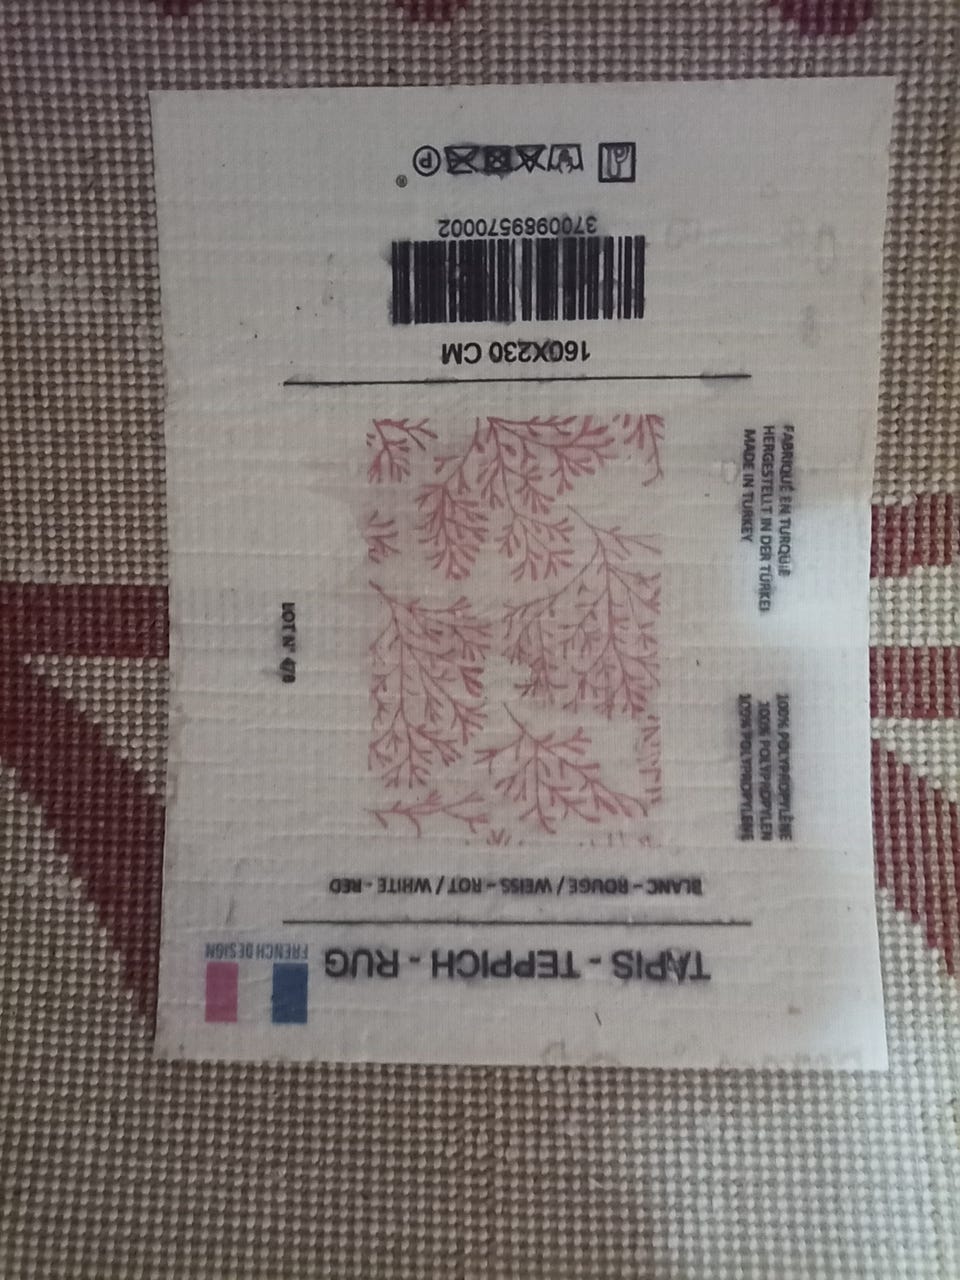 TAPIS - TEPPICH - RUG
FRENCH DESIGN
BLANC - ROUGE / WEISS - ROT / WHITE - RED
100% POLYPROPYLÈNE
100% POLYPROPYLEN
100% POLYPROPYLENE
FABRIQUÉ EN TURQUIE
HERGESTELLT IN DER TÜRKEI
MADE IN TURKEY
LOT N° 478
160X230 CM
3700989570002
P
®